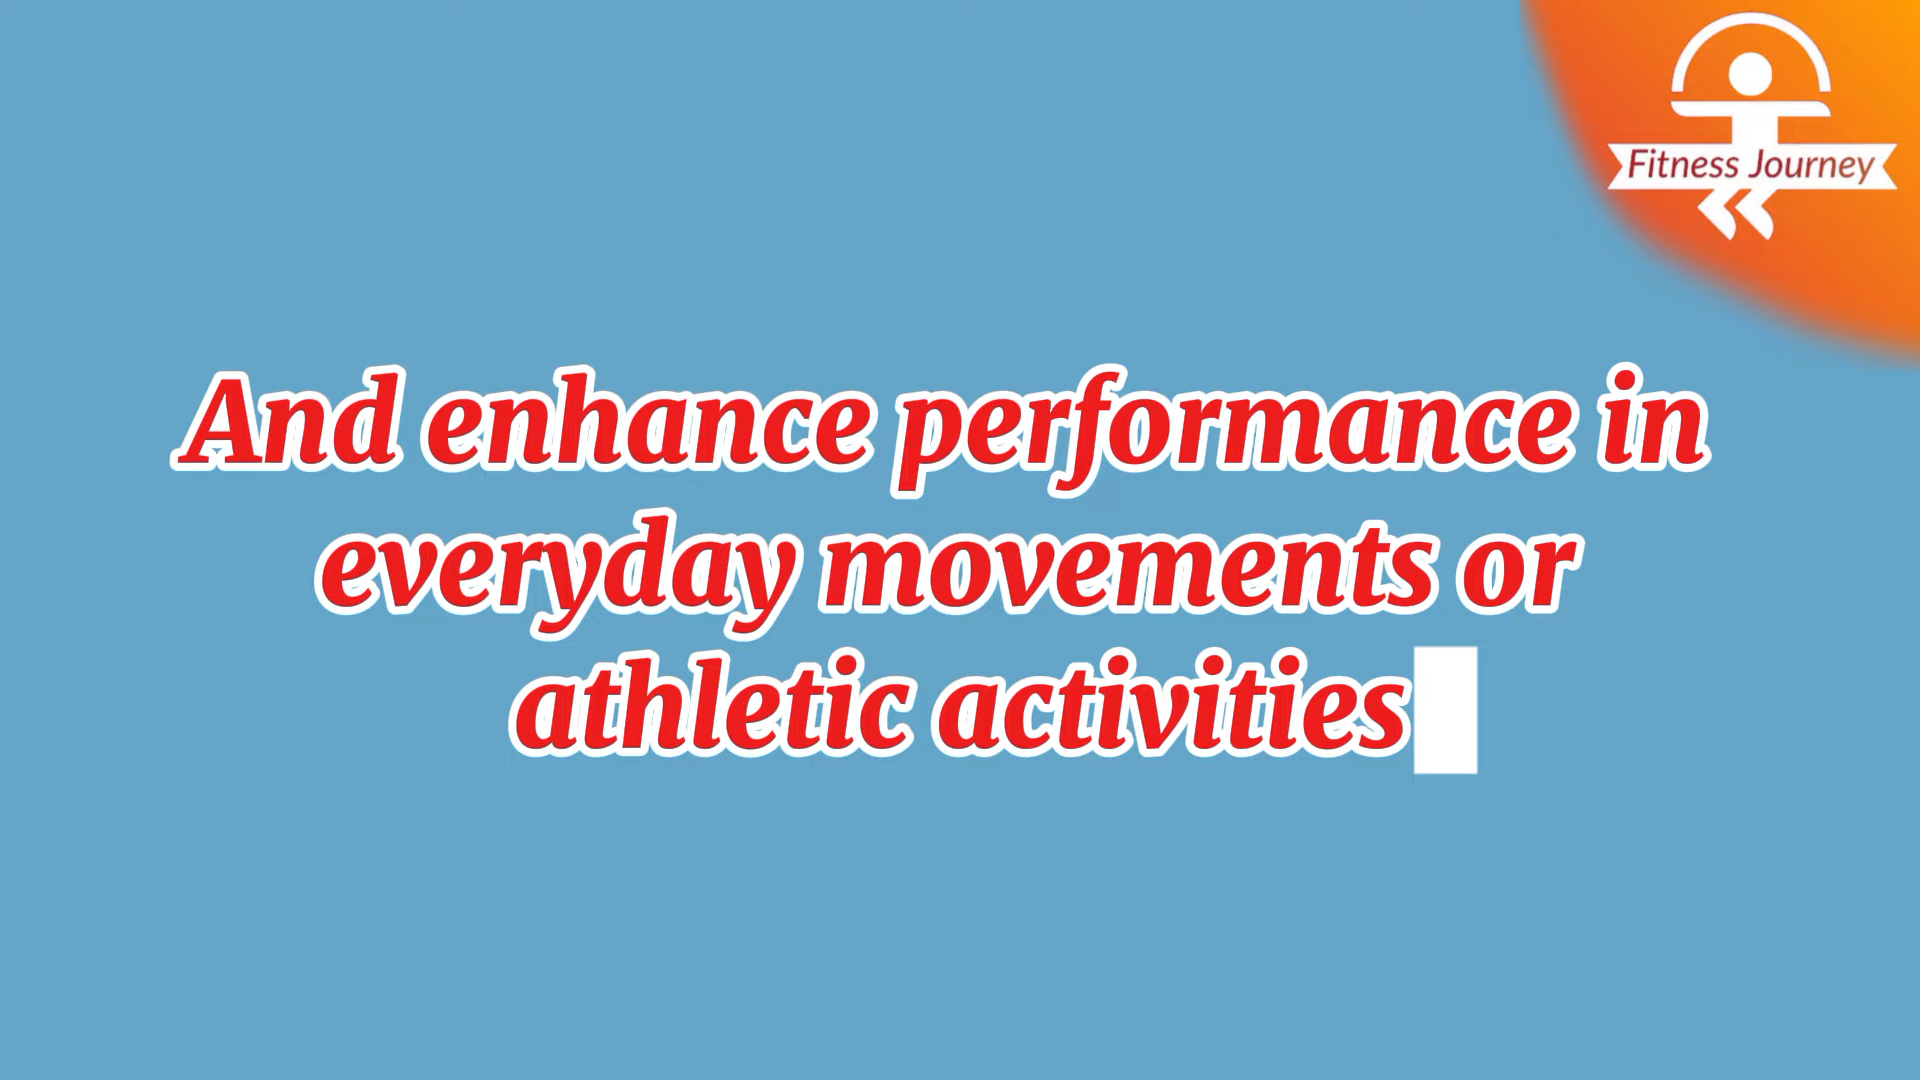 Fitness Journey
And enhance performance in
everyday movements or
athletic activities